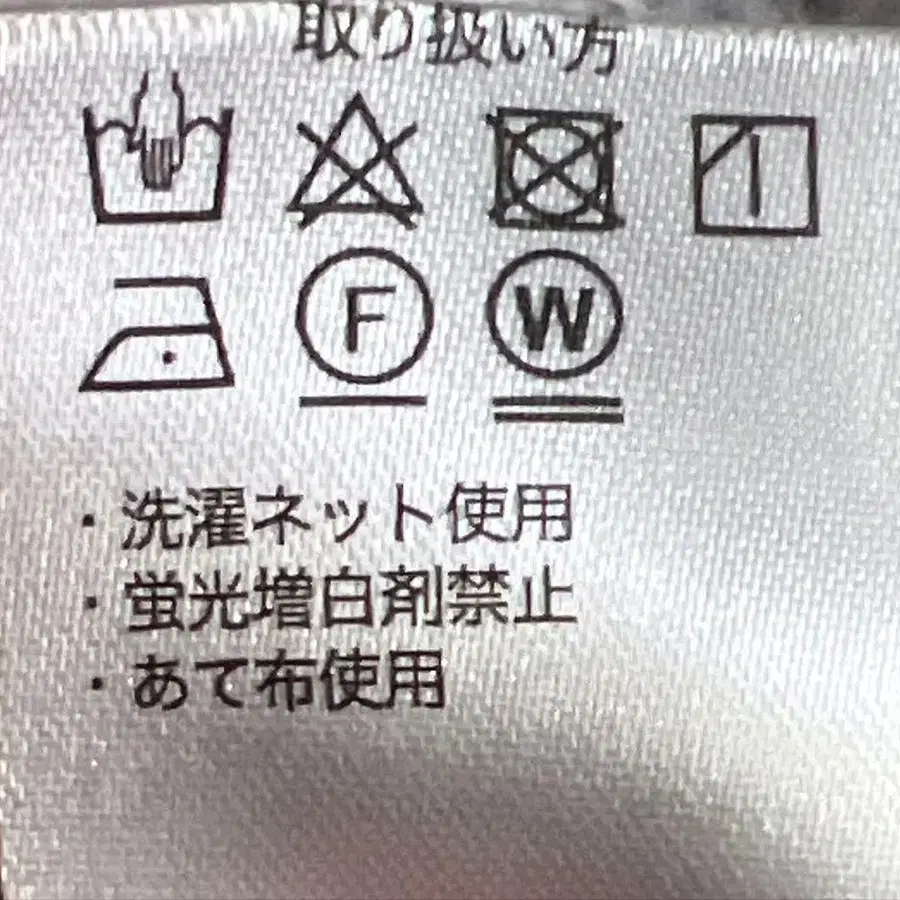 取り扱い方
F W
・洗濯ネット使用
・蛍光増白剤禁止
・あて布使用